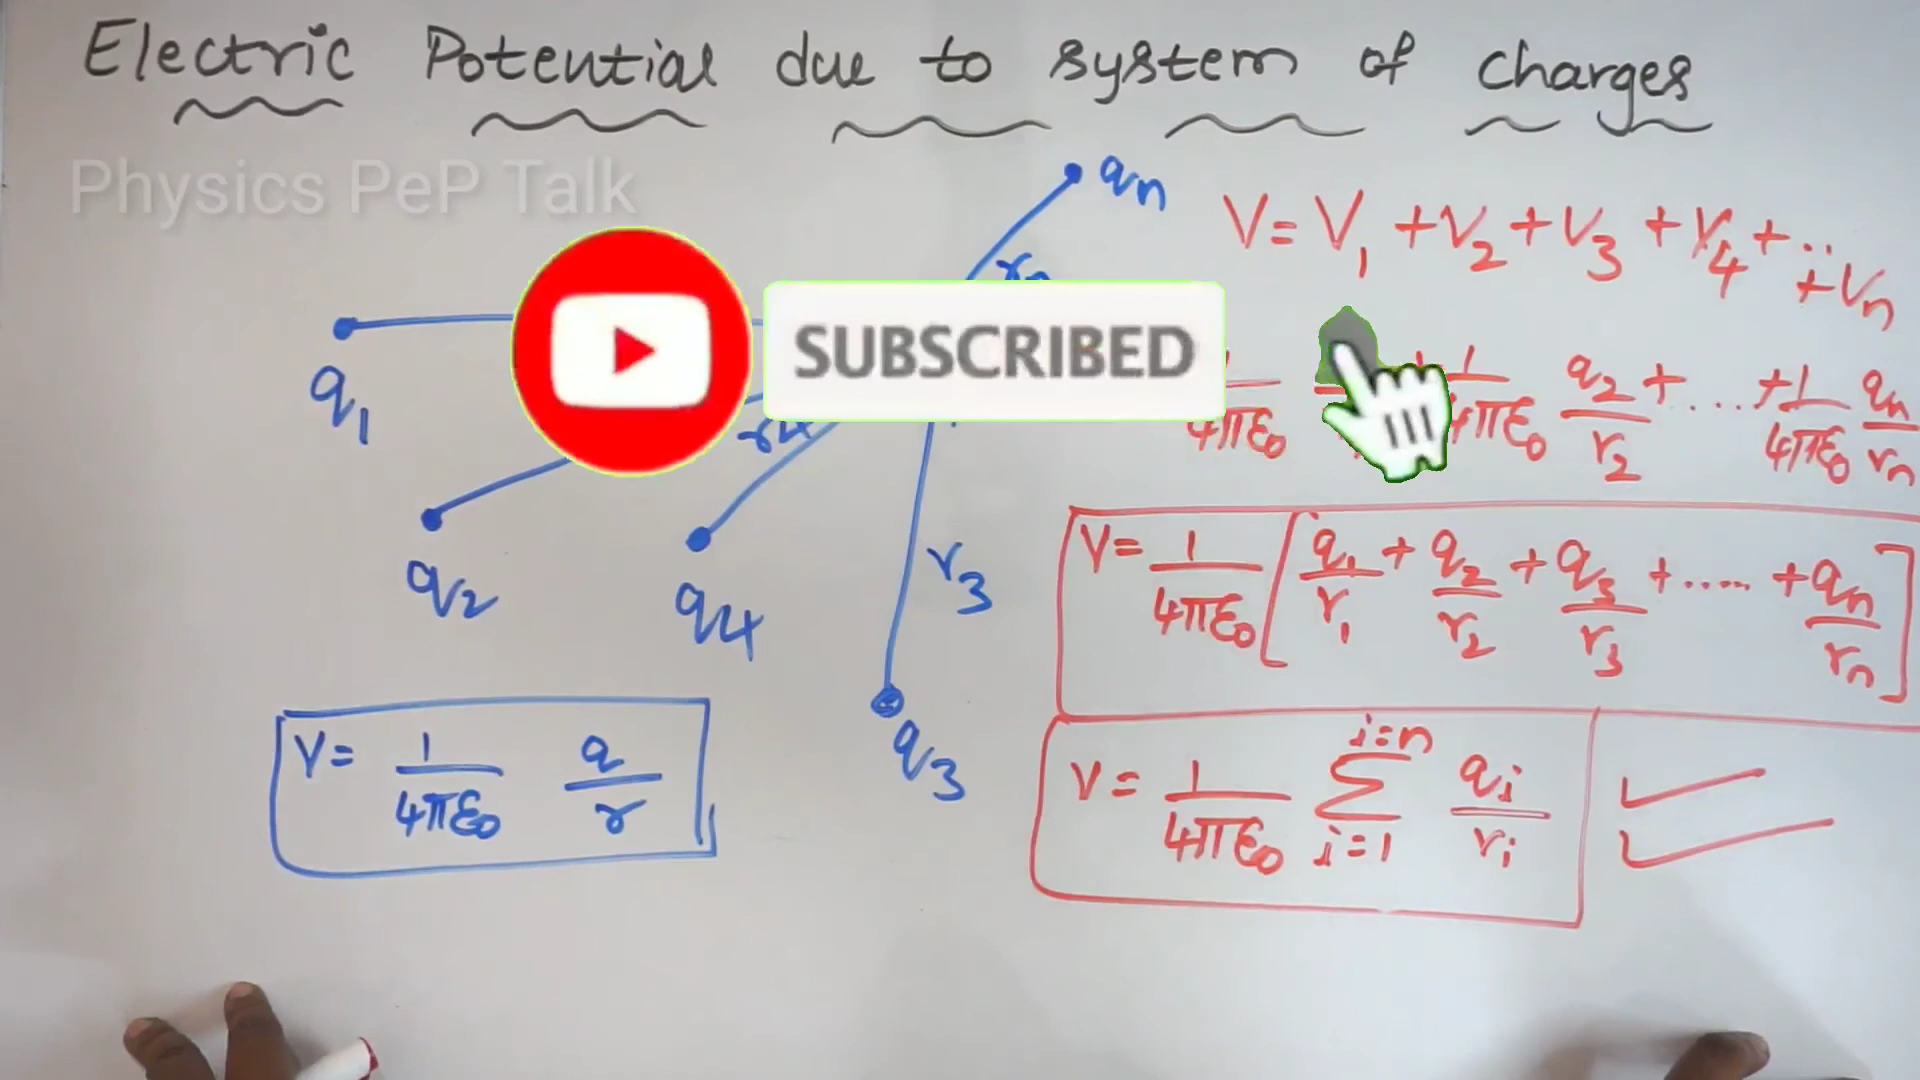 Electric Potential due to system of charges
Physics PeP Talk
qn
V = V1 + V2 + V3 + V4 + ... + Vn
SUBSCRIBED
q1
r4
4πε0 + 1/4πε0 q2/r2 + .... + 1/4πε0 qn/rn
q2
q4
r3
V = 1/4πε0 [q1/r1 + q2/r2 + q3/r3 + ..... + qn/rn]
q3
V = 1/4πε0 q/r
V = 1/4πε0 Σ i=1 i=n qi/ri